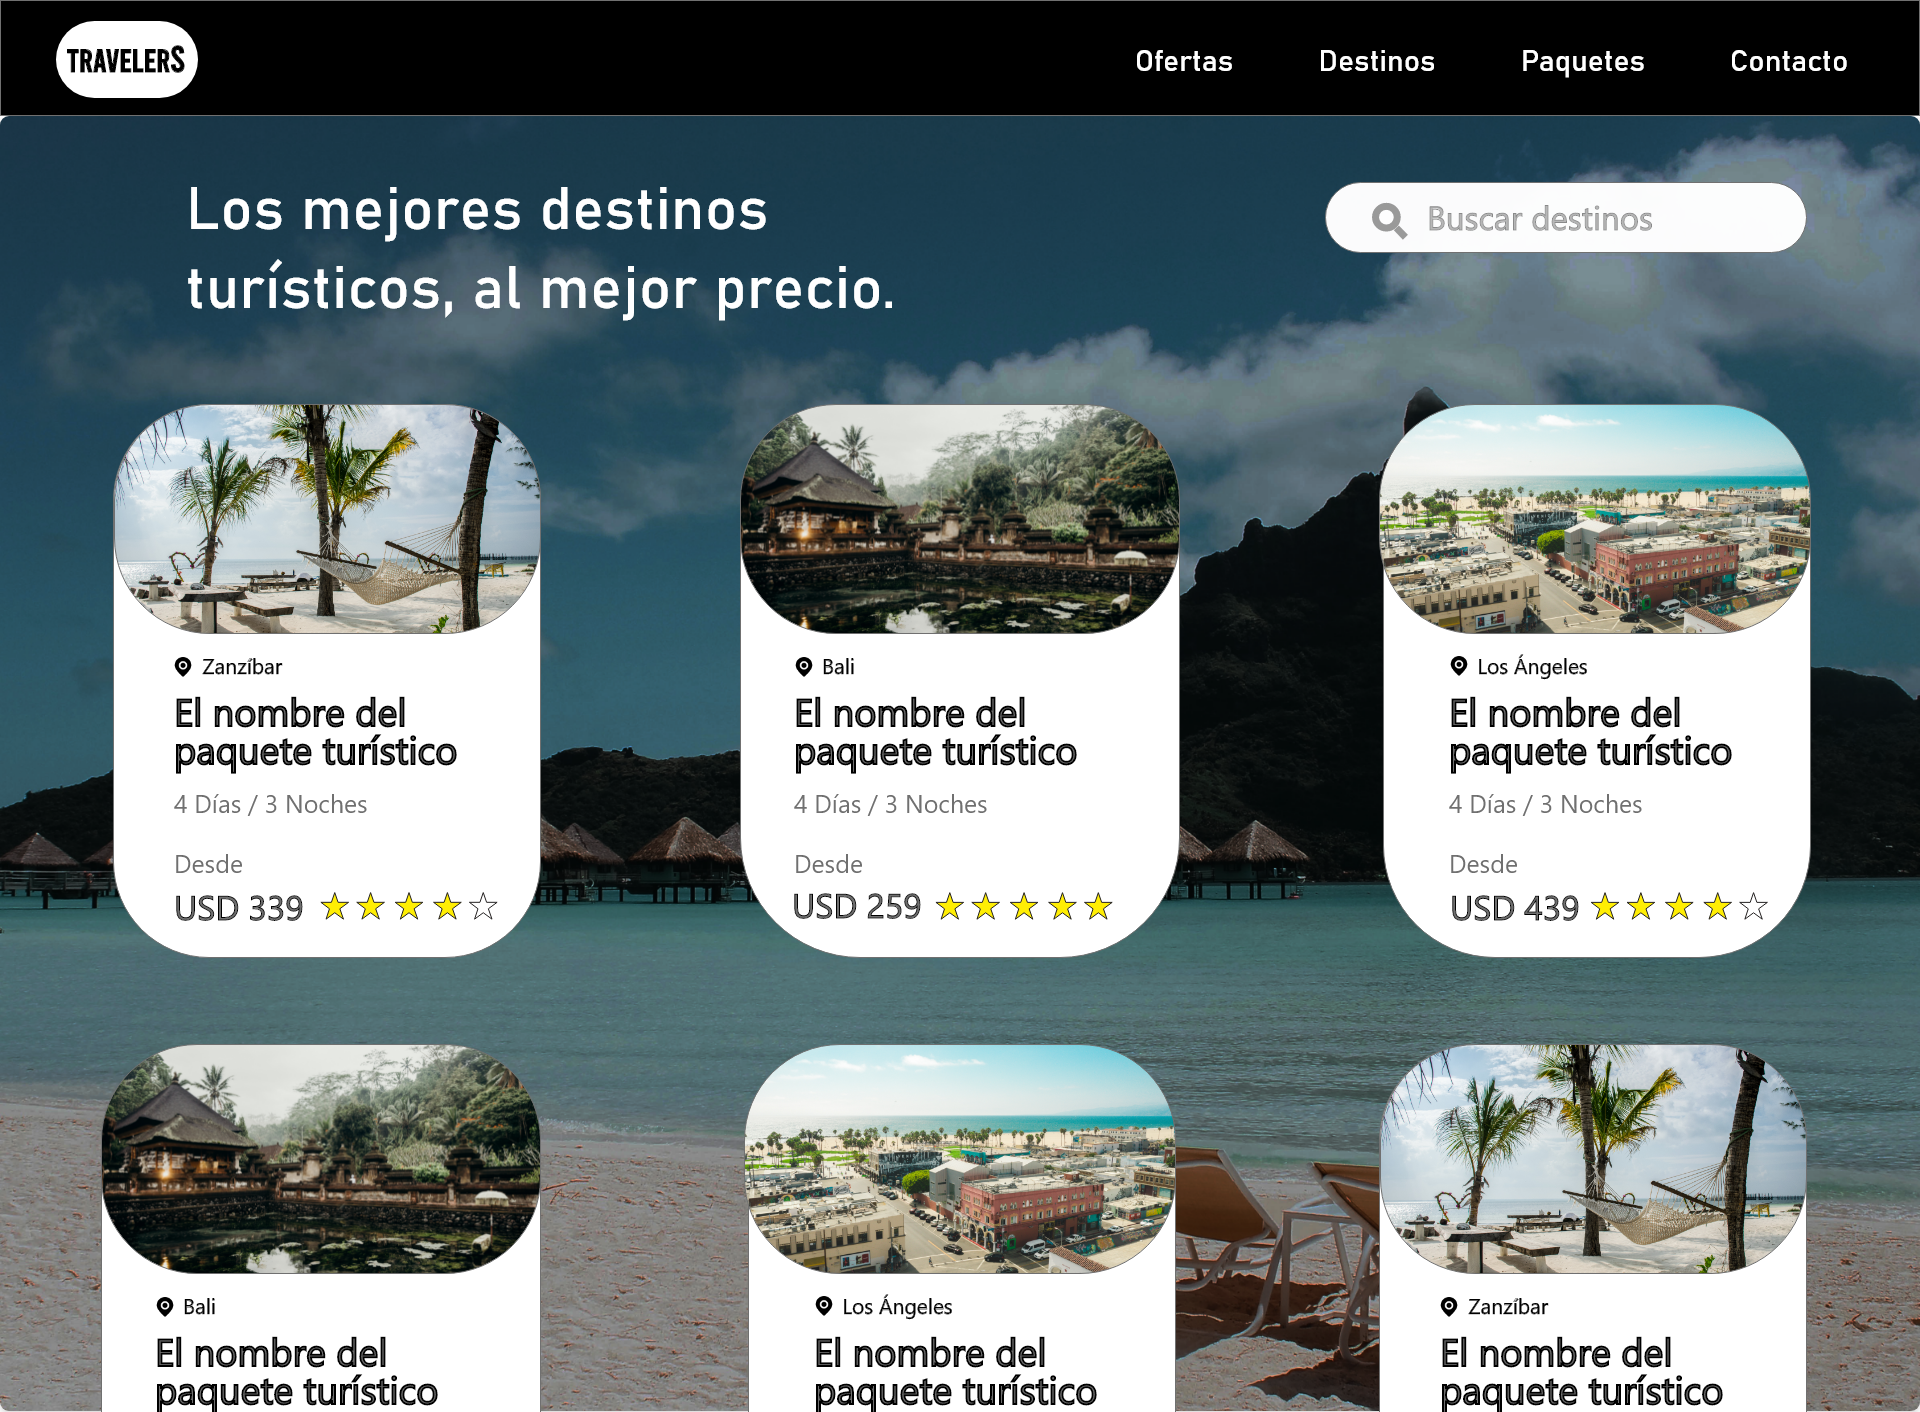 TRAVELERS
Ofertas
Destinos
Paquetes
Contacto
Los mejores destinos
turísticos, al mejor precio.
Buscar destinos
Zanzíbar
El nombre del
paquete turístico
4 Días / 3 Noches
Desde
USD 339
Bali
El nombre del
paquete turístico
4 Días / 3 Noches
Desde
USD 259
Los Ángeles
El nombre del
paquete turístico
4 Días / 3 Noches
Desde
USD 439
Bali
El nombre del
paquete turístico
Los Ángeles
El nombre del
paquete turístico
Zanzíbar
El nombre del
paquete turístico